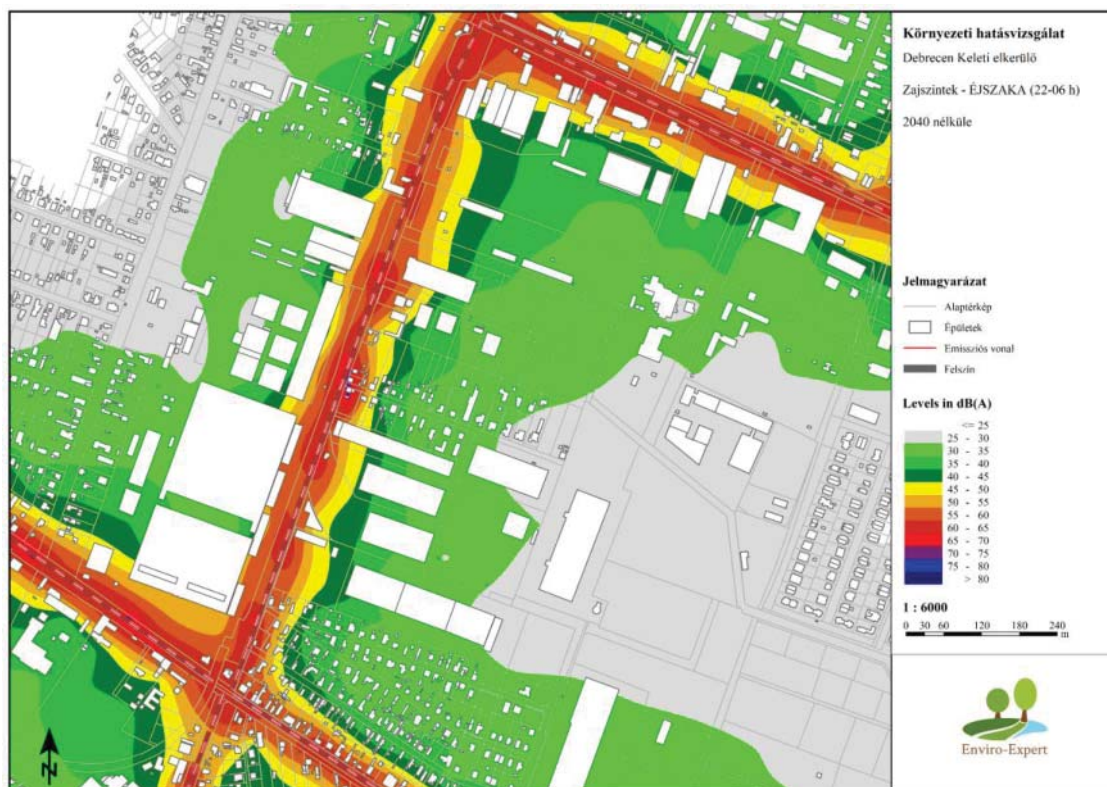 Környezeti hatásvizsgálat
Debrecen Keleti elkerülő
Zajszintek - ÉJSZAKA (22-06 h)
2040 nélküle
Jelmagyarázat
Alaptérkép
Épületek
Emissziós vonal
Felszín
Levels in dB(A)
<= 25
25 - 30
30 - 35
35 - 40
40 - 45
45 - 50
50 - 55
55 - 60
60 - 65
65 - 70
70 - 75
75 - 80
> 80
1 : 6000
0 30 60 120 180 240
m
Enviro-Expert
N